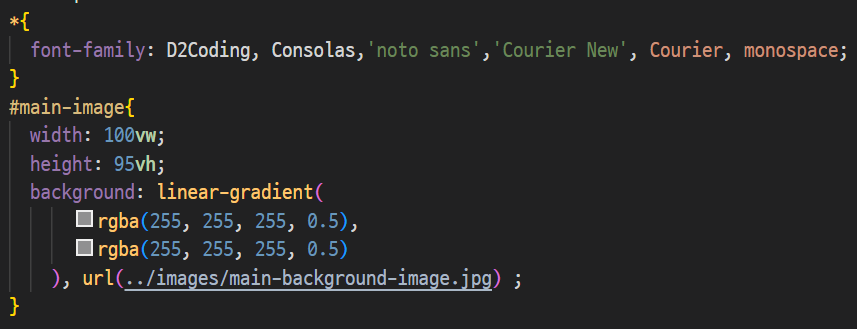 *{
font-family: D2Coding, Consolas,'noto sans','Courier New', Courier, monospace;
}
#main-image{
width: 100vw;
height: 95vh;
background: linear-gradient(
rgba(255, 255, 255, 0.5),
rgba(255, 255, 255, 0.5)
), url(../images/main-background-image.jpg) ;
}